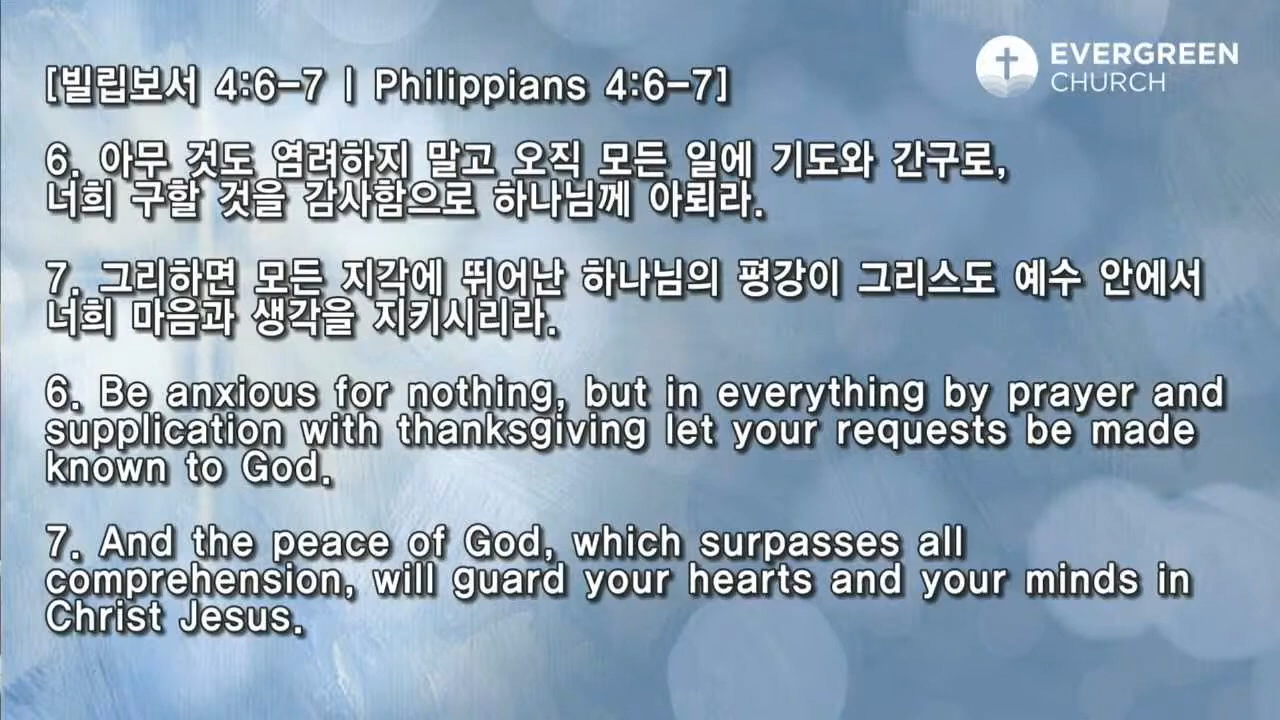 EVERGREEN
CHURCH
[빌립보서 4:6-7 | Philippians 4:6-7]
6. 아무 것도 염려하지 말고 오직 모든 일에 기도와 간구로,
너희 구할 것을 감사함으로 하나님께 아뢰라.
7. 그리하면 모든 지각에 뛰어난 하나님의 평강이 그리스도 예수 안에서
너희 마음과 생각을 지키시리라.
6. Be anxious for nothing, but in everything by prayer and
supplication with thanksgiving let your requests be made
known to God.
7. And the peace of God, which surpasses all
comprehension, will guard your hearts and your minds in
Christ Jesus.